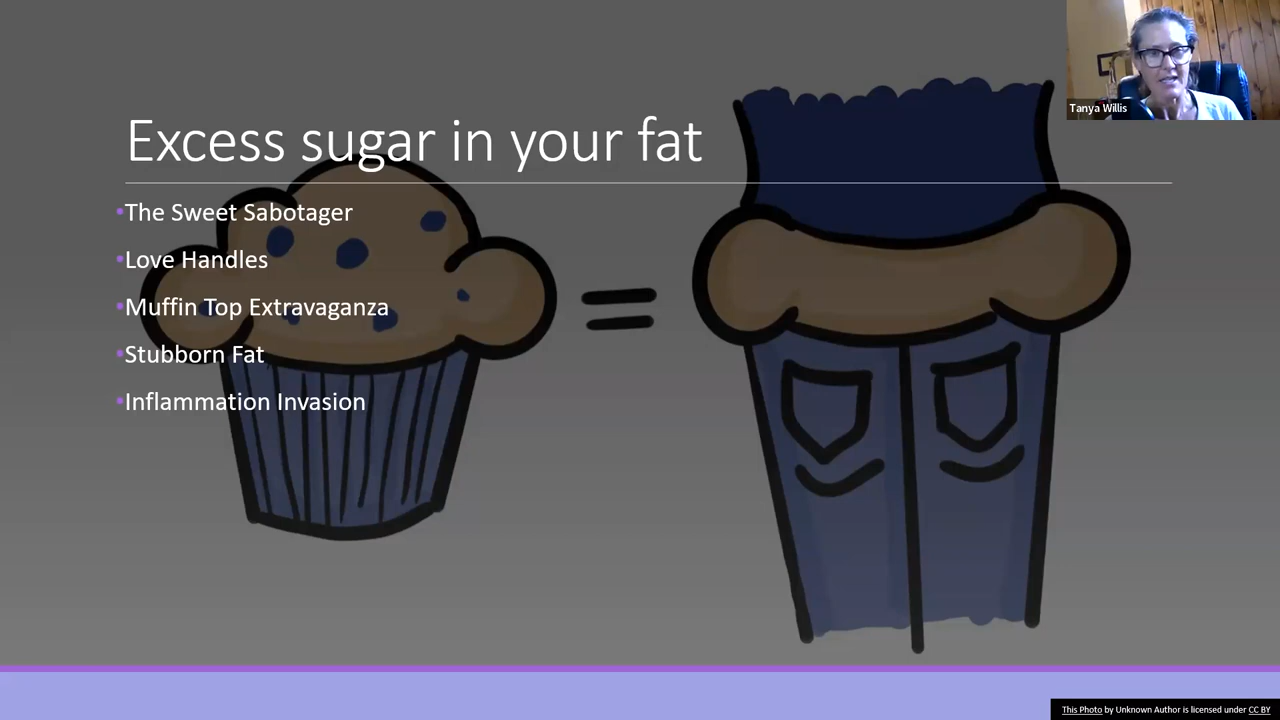 Tanya Willis
Excess sugar in your fat
•The Sweet Sabotager
•Love Handles
•Muffin Top Extravaganza
•Stubborn Fat
•Inflammation Invasion
This Photo by Unknown Author is licensed under CC BY